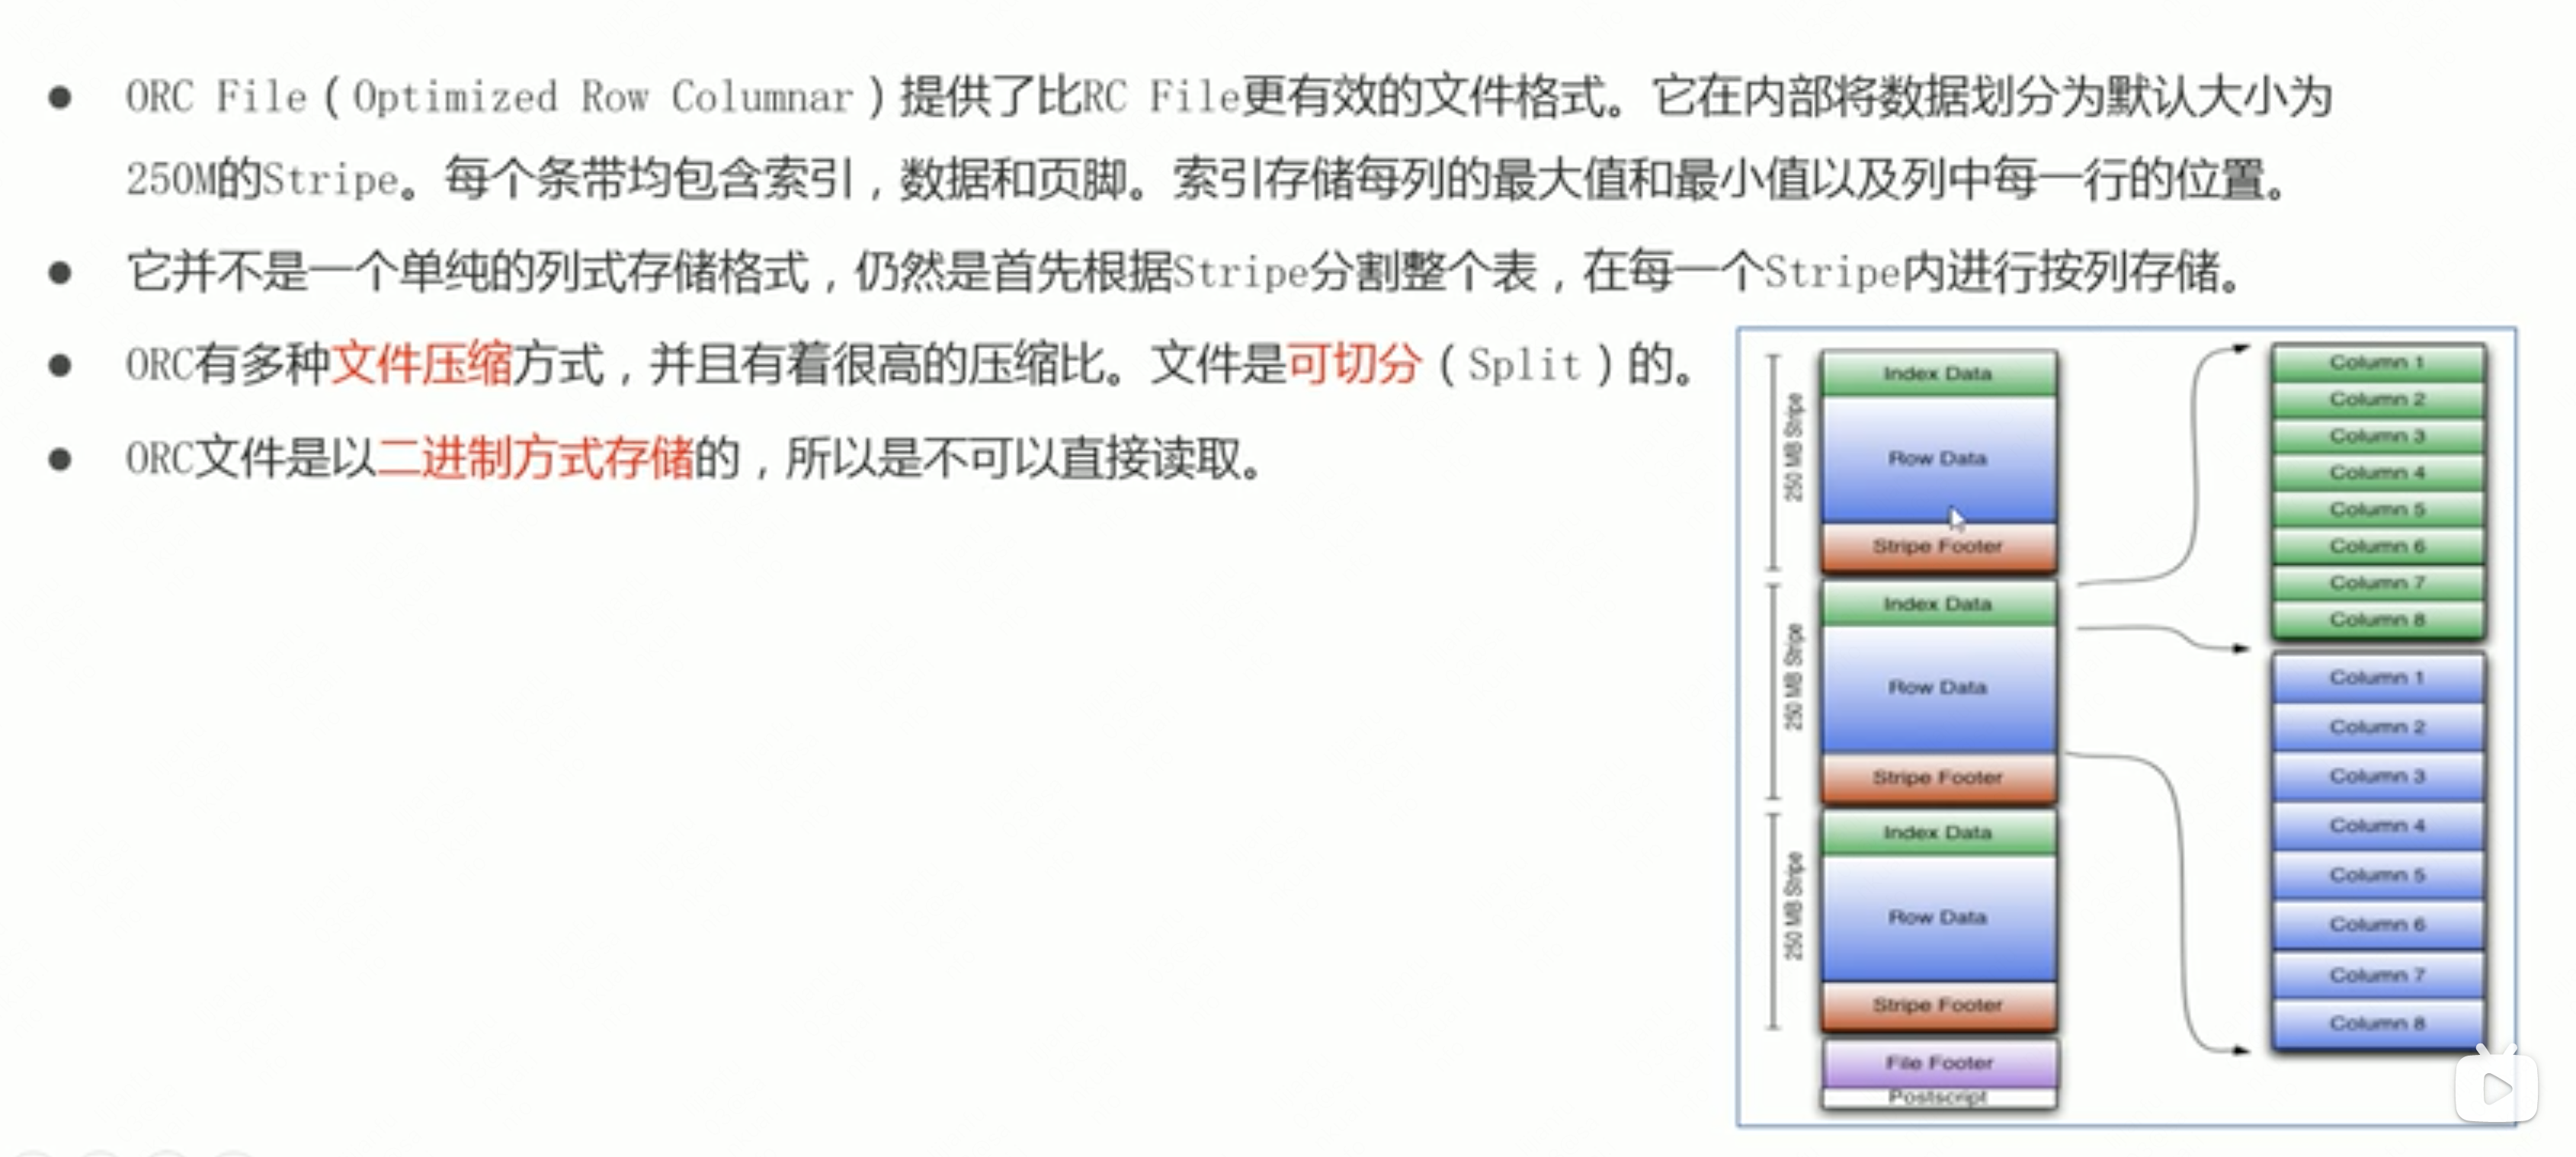 ● ORC File（Optimized Row Columnar）提供了比RC File更有效的文件格式。它在内部将数据划分为默认大小为
250M的Stripe。每个条带均包含索引，数据和页脚。索引存储每列的最大值和最小值以及列中每一行的位置。
● 它并不是一个单纯的列式存储格式，仍然是首先根据Stripe分割整个表，在每一个Stripe内进行按列存储。
● ORC有多种文件压缩方式，并且有着很高的压缩比。文件是可切分（Split）的。
● ORC文件是以二进制方式存储的，所以是不可以直接读取。
250 MB Stripe
Index Data
Row Data
Stripe Footer
250 MB Stripe
Index Data
Row Data
Stripe Footer
250 MB Stripe
Index Data
Row Data
Stripe Footer
File Footer
Postscript
Column 1
Column 2
Column 3
Column 4
Column 5
Column 6
Column 7
Column 8
Column 1
Column 2
Column 3
Column 4
Column 5
Column 6
Column 7
Column 8